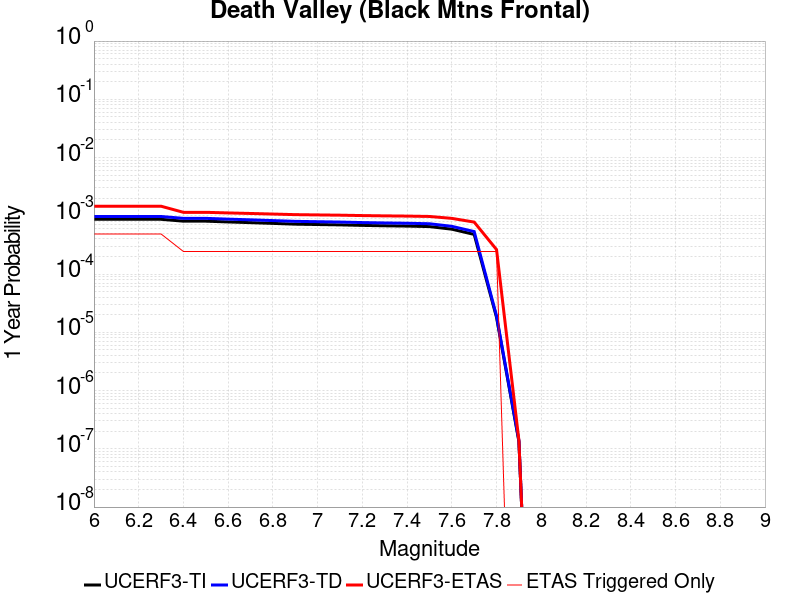 Death Valley (Black Mtns Frontal)
10 0
10 -1
10 -2
10 -3
10 -4
10 -5
10 -6
10 -7
10 -8
1 Year Probability
6 6.2 6.4 6.6 6.8 7 7.2 7.4 7.6 7.8 8 8.2 8.4 8.6 8.8 9
Magnitude
UCERF3-TI UCERF3-TD UCERF3-ETAS ETAS Triggered Only